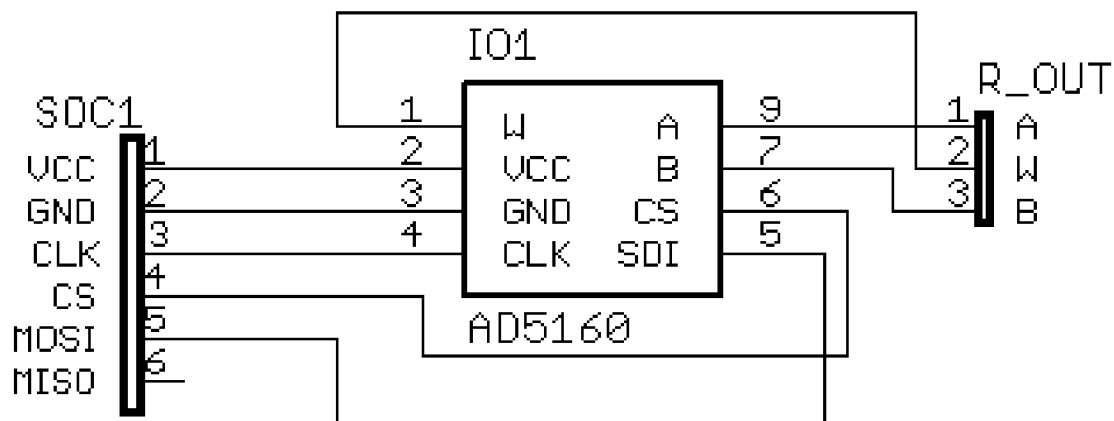 IO1
R_OUT
SDC1
1 W A 9 1 A
1 VCC 2 VCC B 7 2 W
2 GND 3 GND CS 6 3 B
3 CLK 4 CLK SDI 5
4 CS
5 MOSI AD5160
6 MISO